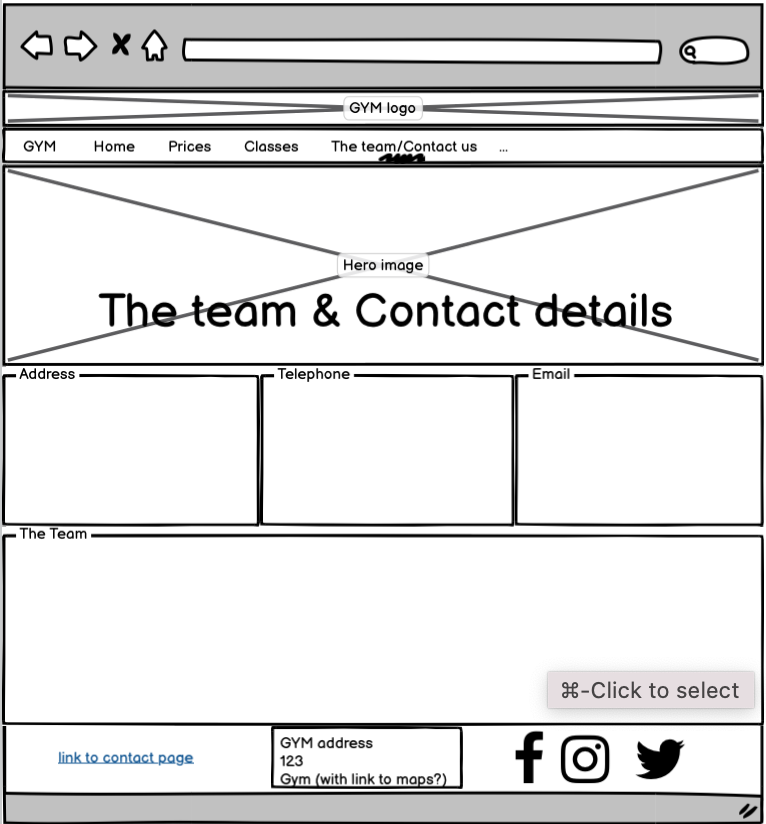 GYM logo
GYM Home Prices Classes The team/Contact us ...
Hero image
The team & Contact details
Address Telephone Email
The Team
⌘-Click to select
link to contact page
GYM address
123
Gym (with link to maps?)